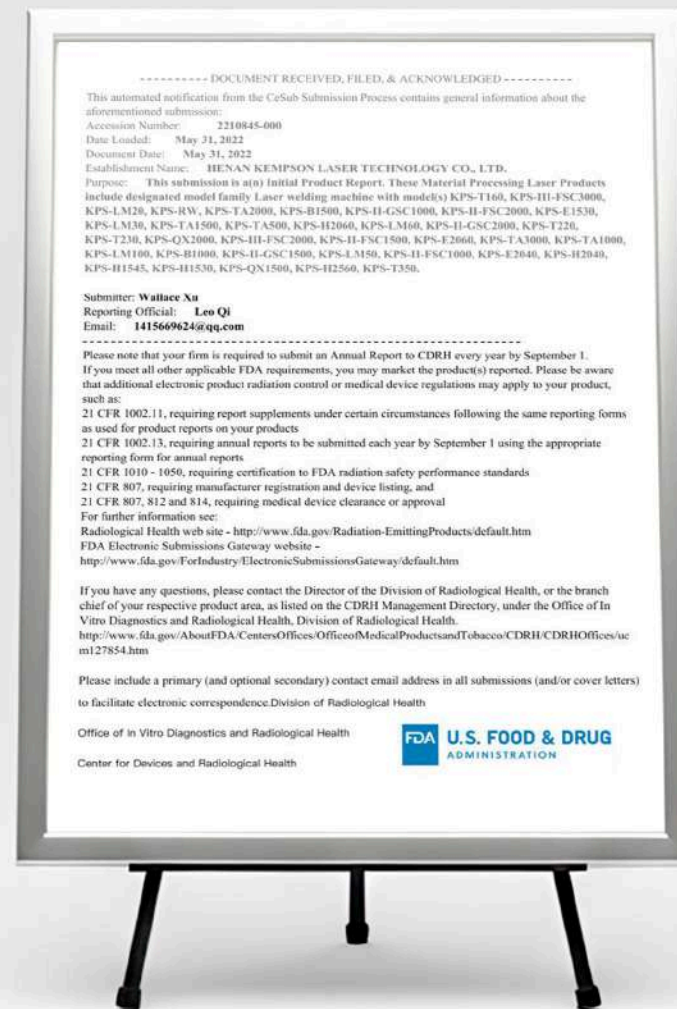 ---------- DOCUMENT RECEIVED, FILED, & ACKNOWLEDGED ----------
This automated notification from the CeSub Submission Process contains general information about the
aforementioned submission:
Accession Number: 2210845-000
Date Loaded: May 31, 2022
Document Date: May 31, 2022
Establishment Name: HENAN KEMPSON LASER TECHNOLOGY CO., LTD.
Purpose: This submission is a(n) Initial Product Report. These Material Processing Laser Products
include designated model family Laser welding machine with model(s) KPS-T160, KPS-III-FSC3000,
KPS-LM20, KPS-RW, KPS-TA2000, KPS-B1500, KPS-II-GSC1000, KPS-II-FSC2000, KPS-E1530,
KPS-LM30, KPS-TA1500, KPS-TA500, KPS-H2060, KPS-LM60, KPS-II-GSC2000, KPS-T220,
KPS-T230, KPS-QX2000, KPS-III-FSC2000, KPS-II-FSC1500, KPS-E2060, KPS-TA3000, KPS-TA1000,
KPS-LM100, KPS-B1000, KPS-II-GSC1500, KPS-LM50, KPS-II-FSC1000, KPS-E2040, KPS-H2040,
KPS-H1545, KPS-H1530, KPS-QX1500, KPS-H2560, KPS-T350.
Submitter: Wallace Xu
Reporting Official: Leo Qi
Email: 1415669624@qq.com
------------------------------------------------------------------
Please note that your firm is required to submit an Annual Report to CDRH every year by September 1.
If you meet all other applicable FDA requirements, you may market the product(s) reported. Please be aware
that additional electronic product radiation control or medical device regulations may apply to your product,
such as:
21 CFR 1002.11, requiring report supplements under certain circumstances following the same reporting forms
as used for product reports on your products
21 CFR 1002.13, requiring annual reports to be submitted each year by September 1 using the appropriate
reporting form for annual reports
21 CFR 1010 - 1050, requiring certification to FDA radiation safety performance standards
21 CFR 807, requiring manufacturer registration and device listing, and
21 CFR 807, 812 and 814, requiring medical device clearance or approval
For further information see:
Radiological Health web site - http://www.fda.gov/Radiation-EmittingProducts/default.htm
FDA Electronic Submissions Gateway website -
http://www.fda.gov/ForIndustry/ElectronicSubmissionsGateway/default.htm
If you have any questions, please contact the Director of the Division of Radiological Health, or the branch
chief of your respective product area, as listed on the CDRH Management Directory, under the Office of In
Vitro Diagnostics and Radiological Health, Division of Radiological Health.
http://www.fda.gov/AboutFDA/CentersOffices/OfficeofMedicalProductsandTobacco/CDRH/CDRHOffices/uc
m127854.htm
Please include a primary (and optional secondary) contact email address in all submissions (and/or cover letters)
to facilitate electronic correspondence.Division of Radiological Health
Office of In Vitro Diagnostics and Radiological Health
Center for Devices and Radiological Health
FDA U.S. FOOD & DRUG
ADMINISTRATION